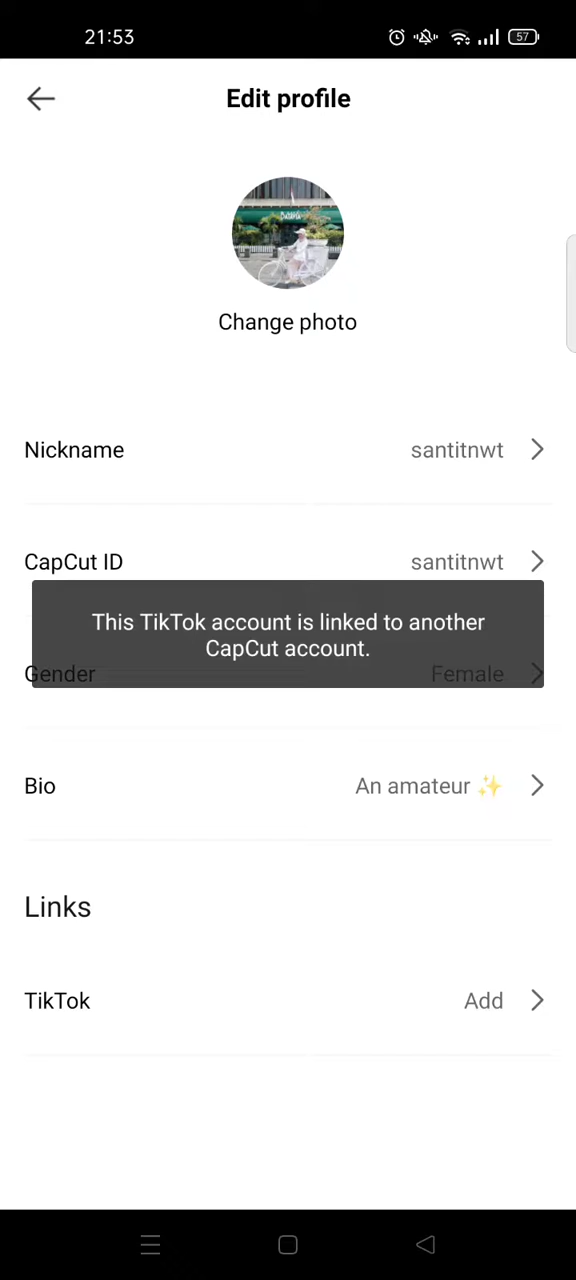 21:53
57
Edit profile
Change photo
Nickname
santitnwt
CapCut ID
santitnwt
This TikTok account is linked to another
CapCut account.
Gender
Female
Bio
An amateur ✨
Links
TikTok
Add